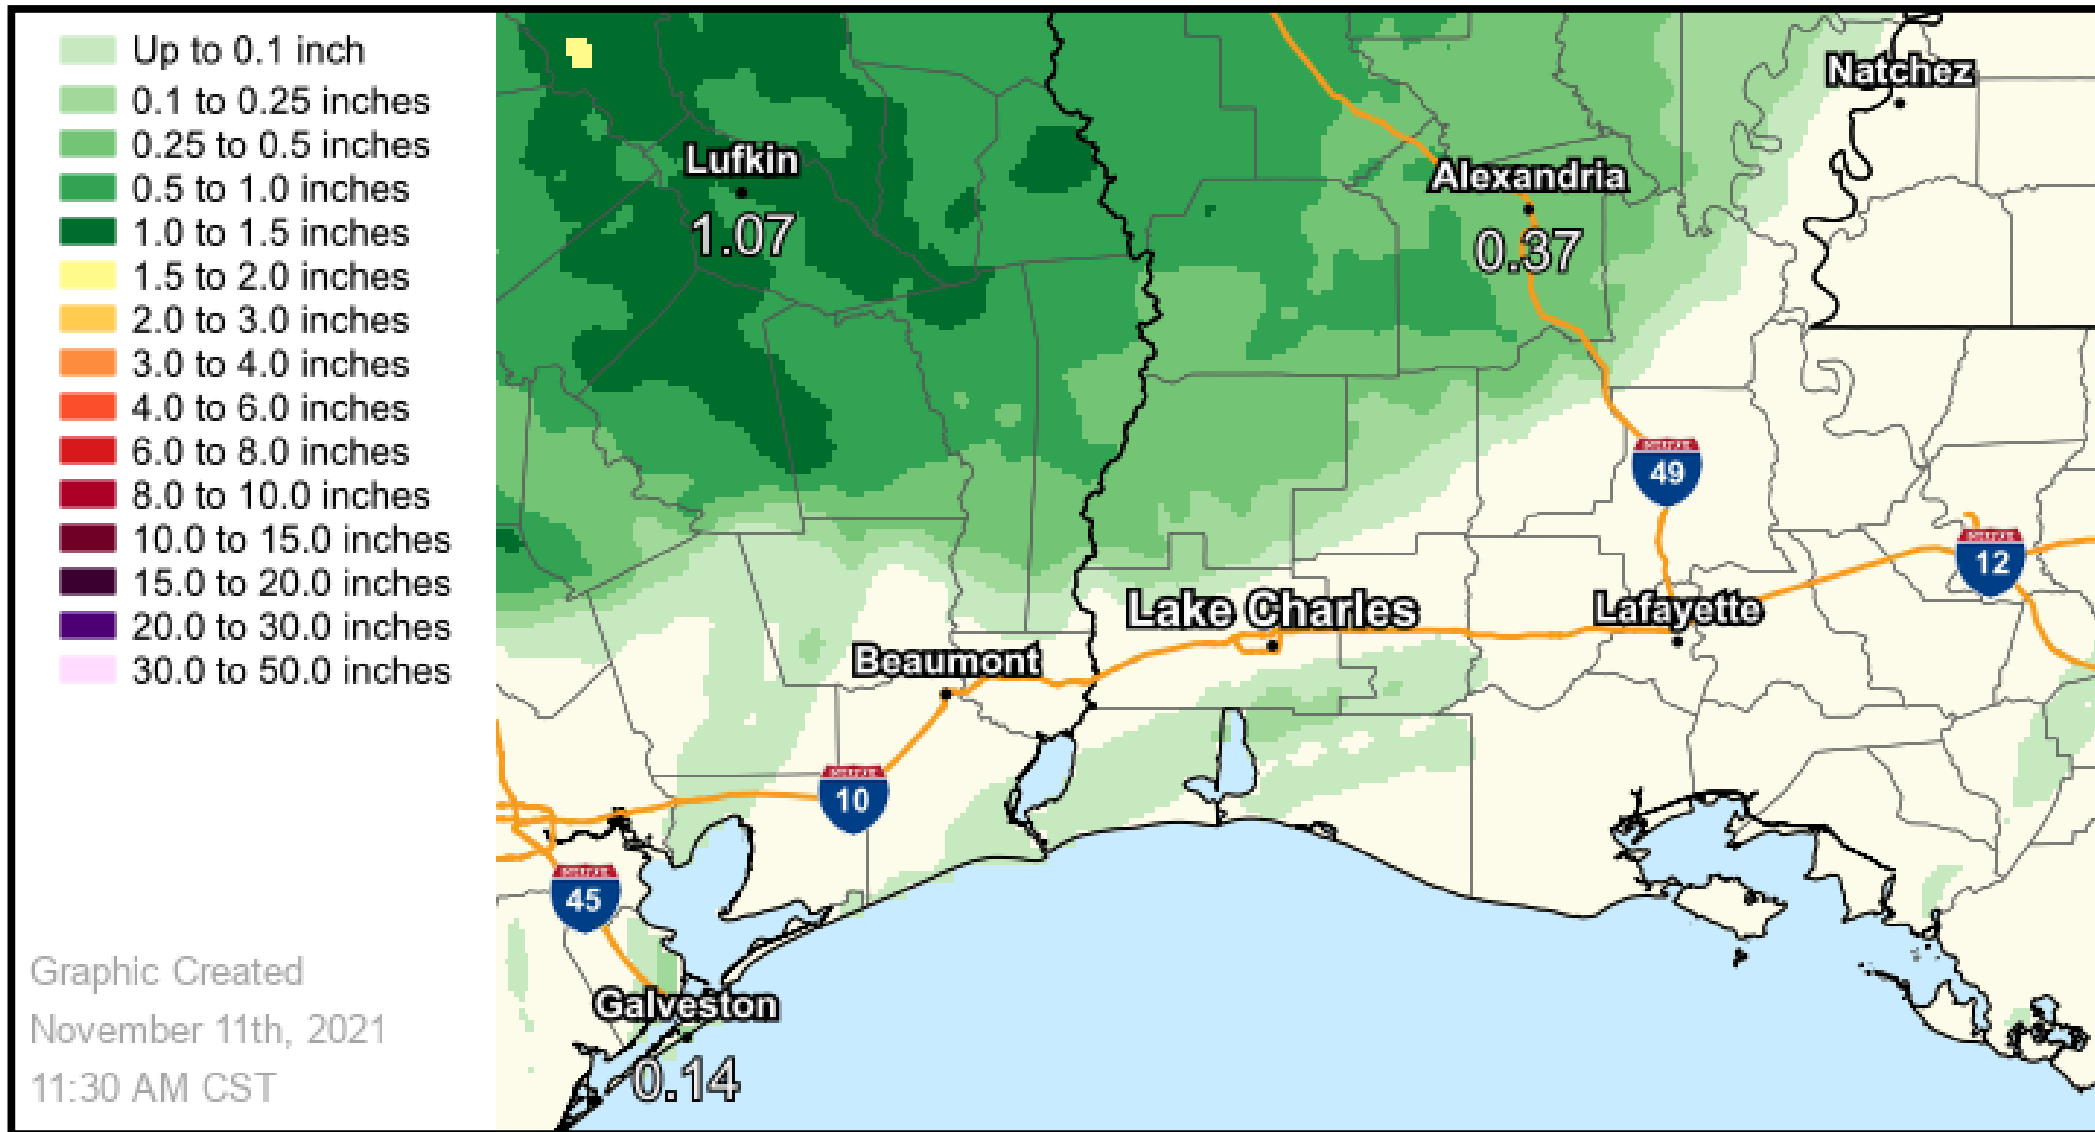 Up to 0.1 inch
0.1 to 0.25 inches
0.25 to 0.5 inches
0.5 to 1.0 inches
1.0 to 1.5 inches
1.5 to 2.0 inches
2.0 to 3.0 inches
3.0 to 4.0 inches
4.0 to 6.0 inches
6.0 to 8.0 inches
8.0 to 10.0 inches
10.0 to 15.0 inches
15.0 to 20.0 inches
20.0 to 30.0 inches
30.0 to 50.0 inches
Graphic Created
November 11th, 2021
11:30 AM CST
Natchez
Lufkin
1.07
Alexandria
0.37
49
12
Lake Charles
Lafayette
Beaumont
10
45
Galveston
0.14